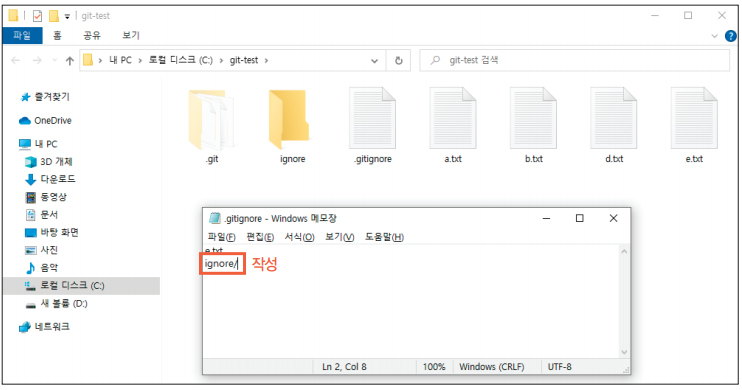 git-test
파일 홈 공유 보기
내 PC › 로컬 디스크 (C:) › git-test ›
git-test 검색
즐겨찾기
OneDrive
내 PC
3D 개체
다운로드
동영상
문서
바탕 화면
사진
음악
로컬 디스크 (C:)
새 볼륨 (D:)
네트워크
.git ignore .gitignore a.txt b.txt d.txt e.txt
.gitignore - Windows 메모장
파일(F) 편집(E) 서식(O) 보기(V) 도움말(H)
e.txt
ignore/ 작성
Ln 2, Col 8 100% Windows (CRLF) UTF-8